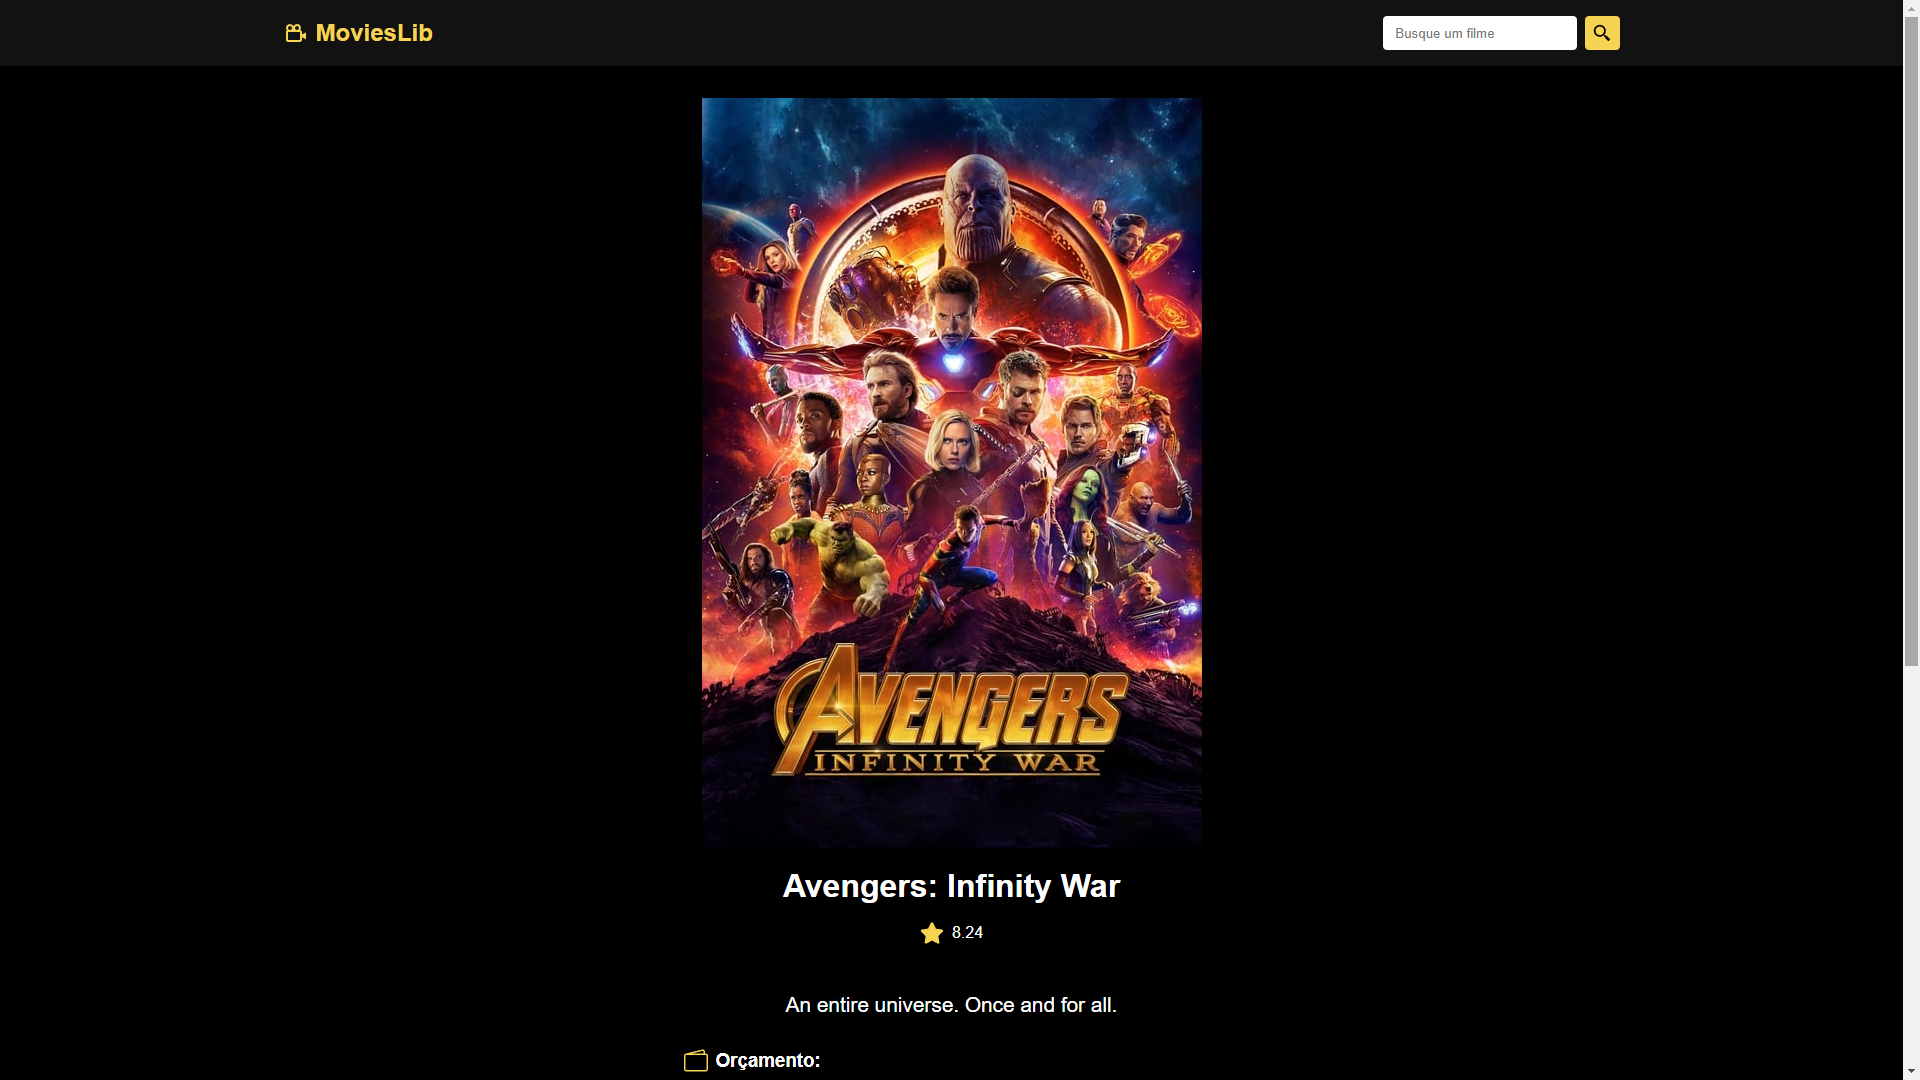 MoviesLib
Busque um filme
AVENGERS
INFINITY WAR
Avengers: Infinity War
8.24
An entire universe. Once and for all.
Orçamento: